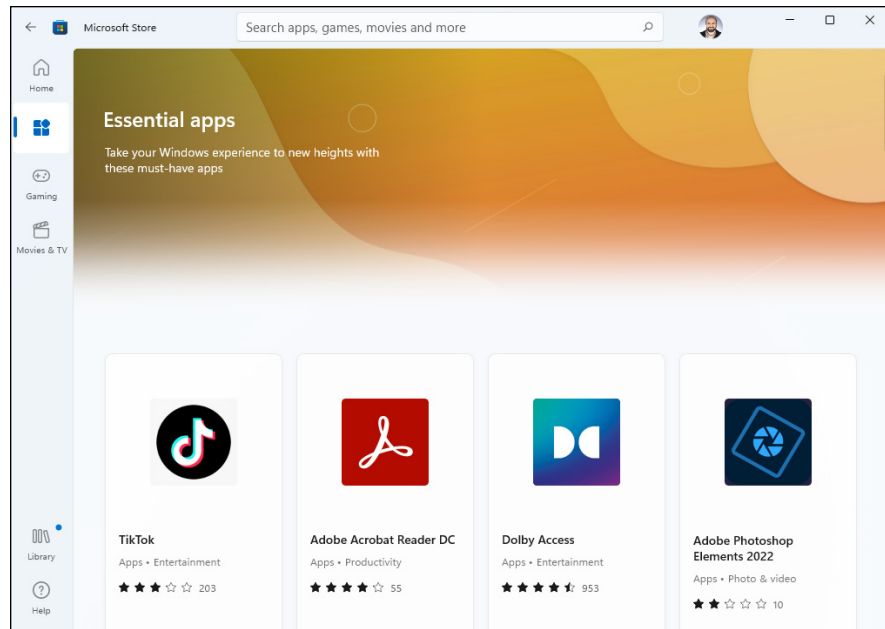 Microsoft Store
Search apps, games, movies and more
Home
Gaming
Movies & TV
Library
Help
Essential apps
Take your Windows experience to new heights with
these must-have apps
TikTok
Apps • Entertainment
203
Adobe Acrobat Reader DC
Apps • Productivity
55
Dolby Access
Apps • Entertainment
953
Adobe Photoshop
Elements 2022
Apps • Photo & video
10